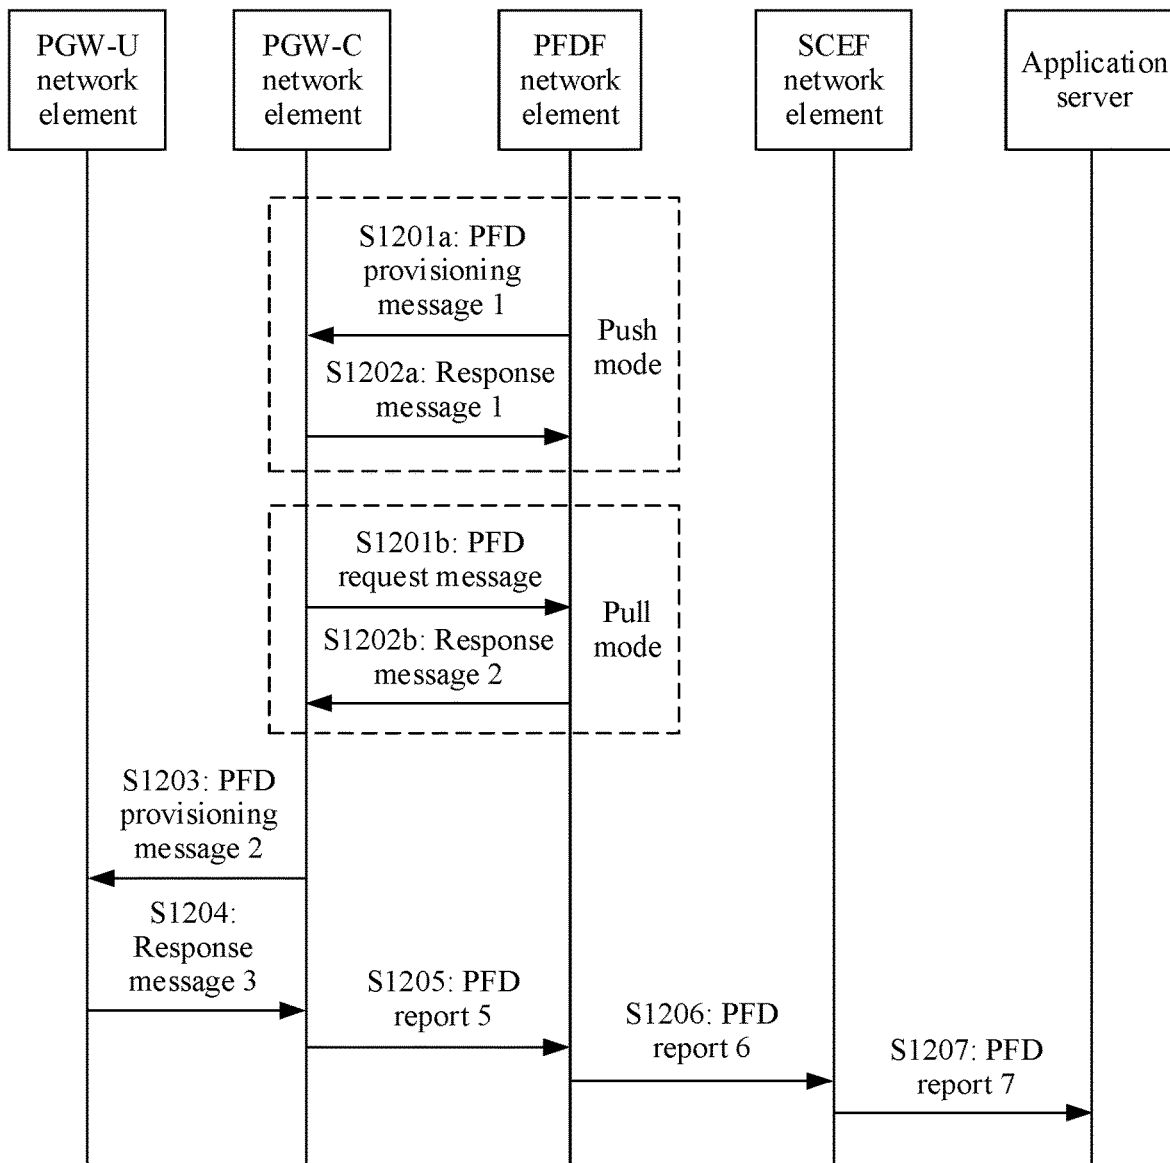 PGW-U
network
element
PGW-C
network
element
PFDF
network
element
SCEF
network
element
Application
server
S1201a: PFD
provisioning
message 1
Push
mode
S1202a: Response
message 1
S1201b: PFD
request message
Pull
mode
S1202b: Response
message 2
S1203: PFD
provisioning
message 2
S1204:
Response
message 3
S1205: PFD
report 5
S1206: PFD
report 6
S1207: PFD
report 7